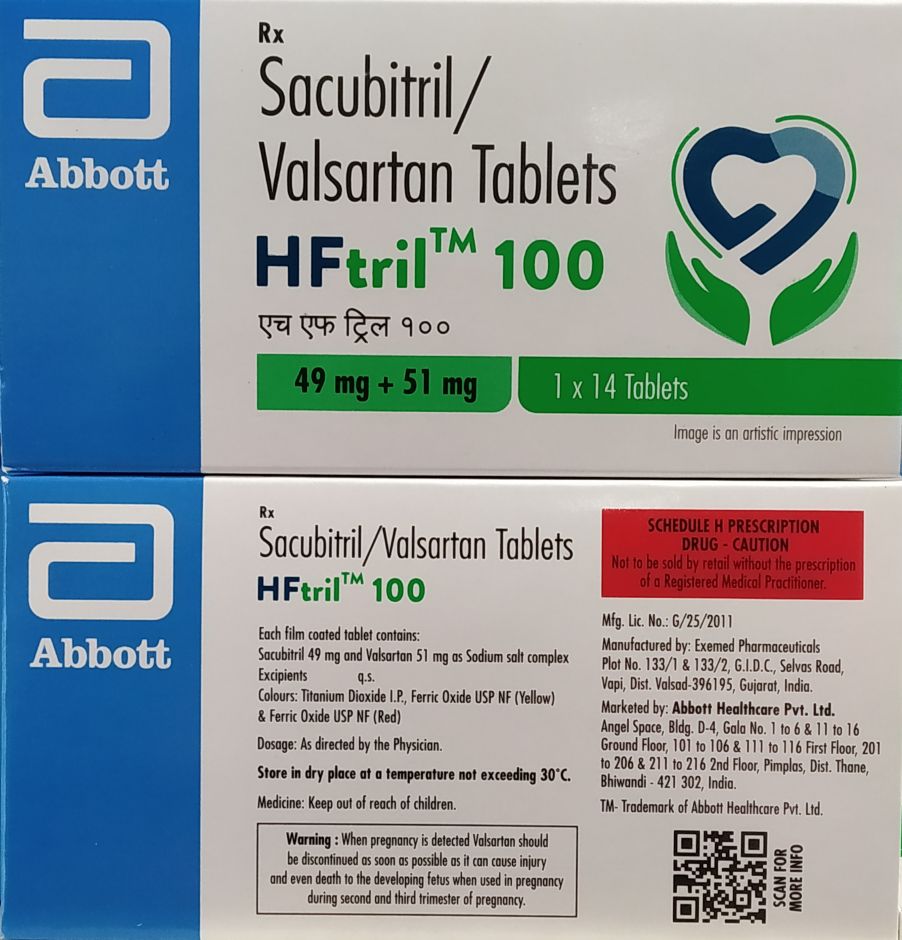 Abbott
Rx
Sacubitril/
Valsartan Tablets
HFtril™ 100
एच एफ ट्रिल १००
49 mg + 51 mg
1 x 14 Tablets
Image is an artistic impression
Abbott
Rx
Sacubitril/Valsartan Tablets
HFtril™ 100
Each film coated tablet contains:
Sacubitril 49 mg and Valsartan 51 mg as Sodium salt complex
Excipients q.s.
Colours: Titanium Dioxide I.P., Ferric Oxide USP NF (Yellow)
& Ferric Oxide USP NF (Red)
Dosage: As directed by the Physician.
Store in dry place at a temperature not exceeding 30°C.
Medicine: Keep out of reach of children.
Warning : When pregnancy is detected Valsartan should
be discontinued as soon as possible as it can cause injury
and even death to the developing fetus when used in pregnancy
during second and third trimester of pregnancy.
SCHEDULE H PRESCRIPTION
DRUG - CAUTION
Not to be sold by retail without the prescription
of a Registered Medical Practitioner.
Mfg. Lic. No.: G/25/2011
Manufactured by: Exemed Pharmaceuticals
Plot No. 133/1 & 133/2, G.I.D.C., Selvas Road,
Vapi, Dist. Valsad-396195, Gujarat, India.
Marketed by: Abbott Healthcare Pvt. Ltd.
Angel Space, Bldg. D-4, Gala No. 1 to 6 & 11 to 16
Ground Floor, 101 to 106 & 111 to 116 First Floor, 201
to 206 & 211 to 216 2nd Floor, Pimplas, Dist. Thane,
Bhiwandi - 421 302, India.
TM- Trademark of Abbott Healthcare Pvt. Ltd.
SCAN FOR
MORE INFO